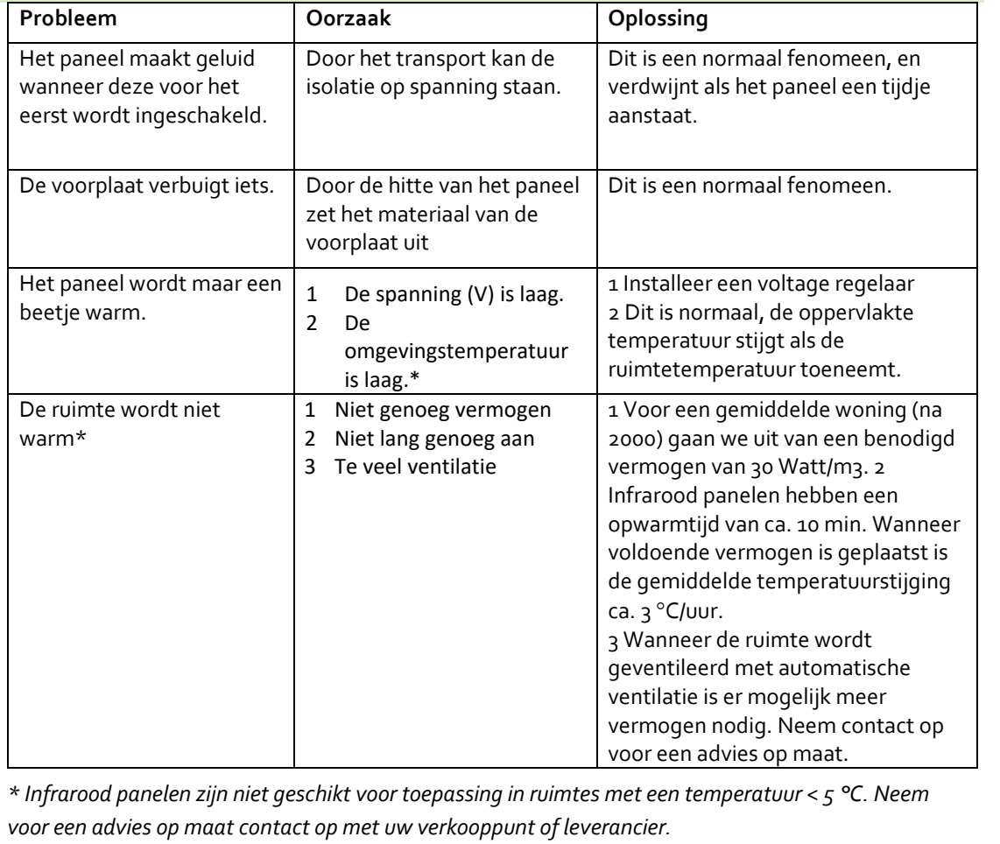 Probleem
Oorzaak
Oplossing
Het paneel maakt geluid
wanneer deze voor het
eerst wordt ingeschakeld.
Door het transport kan de
isolatie op spanning staan.
Dit is een normaal fenomeen, en
verdwijnt als het paneel een tijdje
aanstaat.
De voorplaat verbuigt iets.
Door de hitte van het paneel
zet het materiaal van de
voorplaat uit
Dit is een normaal fenomeen.
Het paneel wordt maar een
beetje warm.
1 De spanning (V) is laag.
2 De
omgevingstemperatuur
is laag.*
1 Installeer een voltage regelaar
2 Dit is normaal, de oppervlakte
temperatuur stijgt als de
ruimtetemperatuur toeneemt.
De ruimte wordt niet
warm*
1 Niet genoeg vermogen
2 Niet lang genoeg aan
3 Te veel ventilatie
1 Voor een gemiddelde woning (na
2000) gaan we uit van een benodigd
vermogen van 30 Watt/m3. 2
Infrarood panelen hebben een
opwarmtijd van ca. 10 min. Wanneer
voldoende vermogen is geplaatst is
de gemiddelde temperatuurstijging
ca. 3 °C/uur.
3 Wanneer de ruimte wordt
geventileerd met automatische
ventilatie is er mogelijk meer
vermogen nodig. Neem contact op
voor een advies op maat.
* Infrarood panelen zijn niet geschikt voor toepassing in ruimtes met een temperatuur < 5 °C. Neem
voor een advies op maat contact op met uw verkooppunt of leverancier.